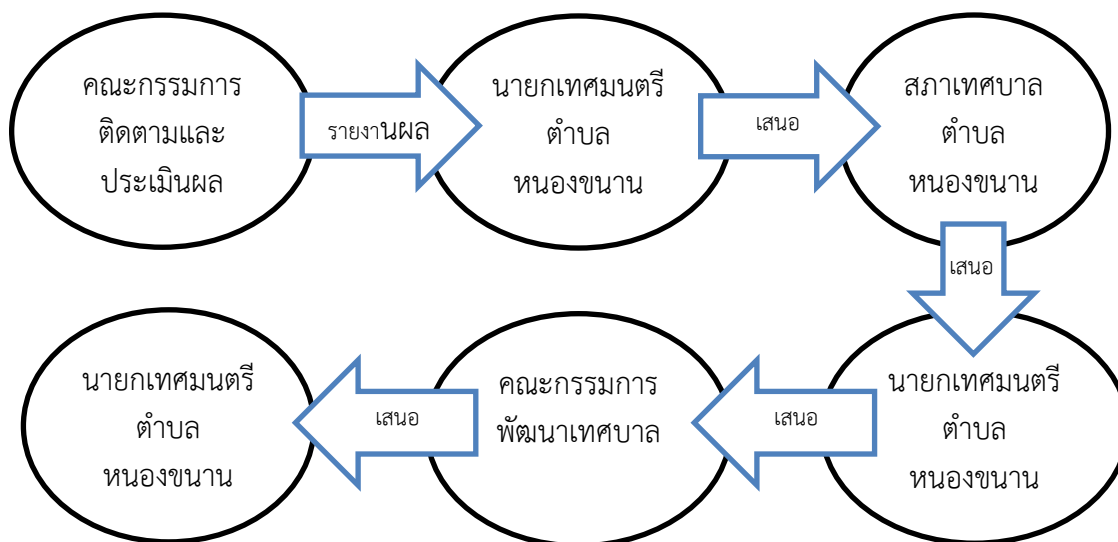 คณะกรรมการ
ติดตามและ
ประเมินผล
รายงานผล
นายกเทศมนตรี
ตำบล
หนองขนาน
เสนอ
สภาเทศบาล
ตำบล
หนองขนาน
เสนอ
นายกเทศมนตรี
ตำบล
หนองขนาน
เสนอ
คณะกรรมการ
พัฒนาเทศบาล
เสนอ
นายกเทศมนตรี
ตำบล
หนองขนาน